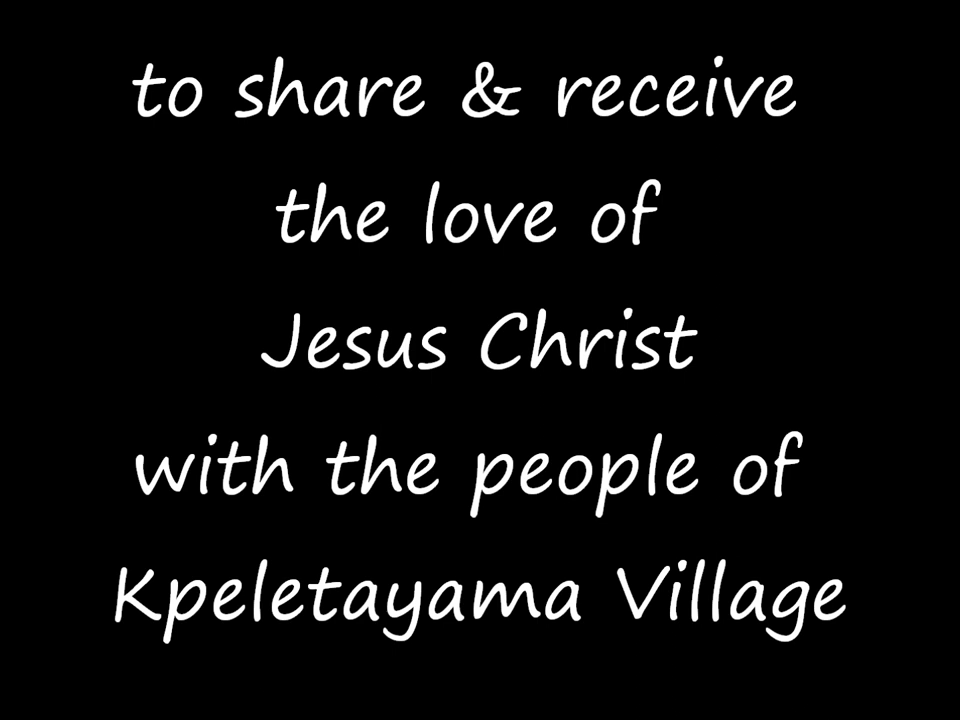 to share & receive
the love of
Jesus Christ
with the people of
Kpeletayama Village